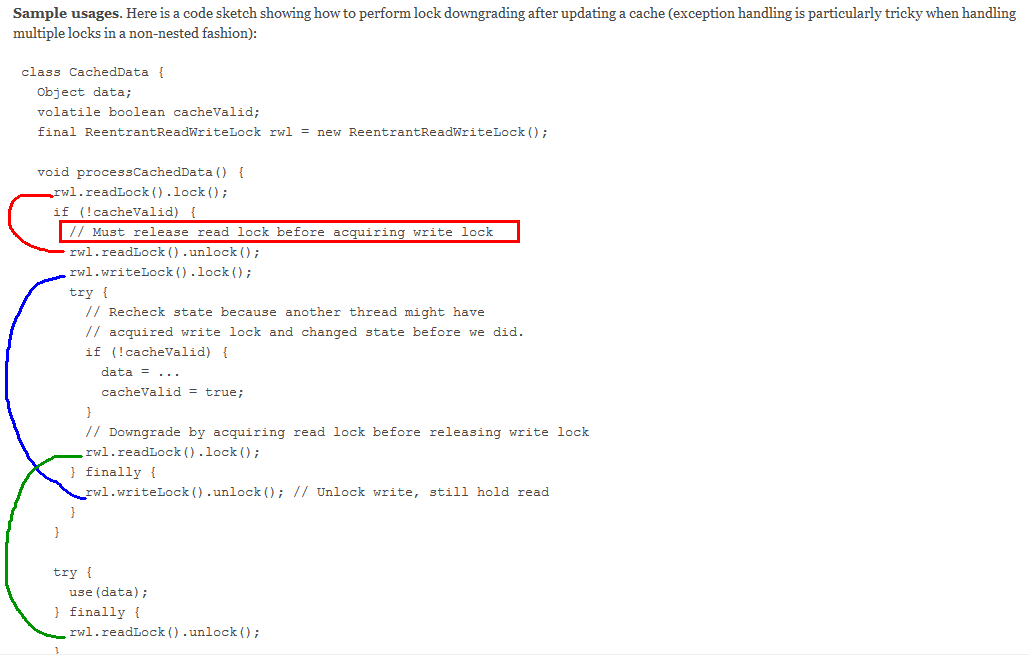 Sample usages. Here is a code sketch showing how to perform lock downgrading after updating a cache (exception handling is particularly tricky when handling
multiple locks in a non-nested fashion):
class CachedData {
Object data;
volatile boolean cacheValid;
final ReentrantReadWriteLock rwl = new ReentrantReadWriteLock();
void processCachedData() {
rwl.readLock().lock();
if (!cacheValid) {
// Must release read lock before acquiring write lock
rwl.readLock().unlock();
rwl.writeLock().lock();
try {
// Recheck state because another thread might have
// acquired write lock and changed state before we did.
if (!cacheValid) {
data = ...
cacheValid = true;
}
// Downgrade by acquiring read lock before releasing write lock
rwl.readLock().lock();
} finally {
rwl.writeLock().unlock(); // Unlock write, still hold read
}
}
try {
use(data);
} finally {
rwl.readLock().unlock();
}